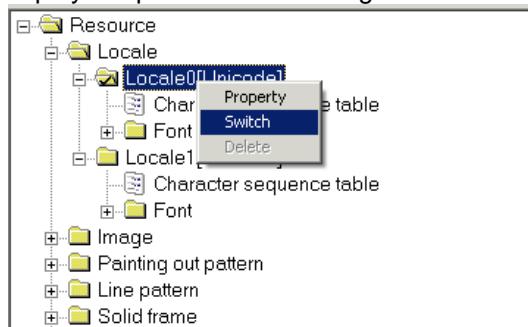 Resource
Locale
Locale0[Unicode]
Char
Property
e table
Switch
Font
Delete
Locale1
Character sequence table
Font
Image
Painting out pattern
Line pattern
Solid frame